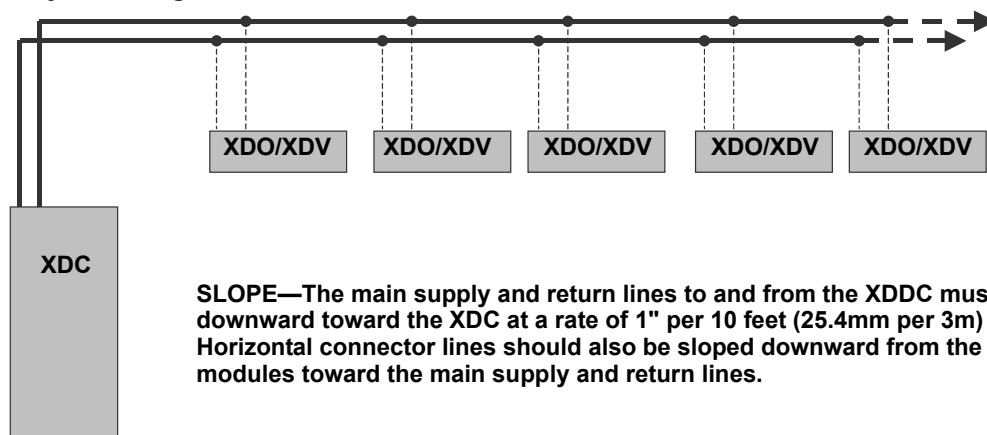 XDO/XDV XDO/XDV XDO/XDV XDO/XDV XDO/XDV
XDC
SLOPE—The main supply and return lines to and from the XDDC
downward toward the XDC at a rate of 1" per 10 feet (25.4mm per 3m)
Horizontal connector lines should also be sloped downward from the
modules toward the main supply and return lines.